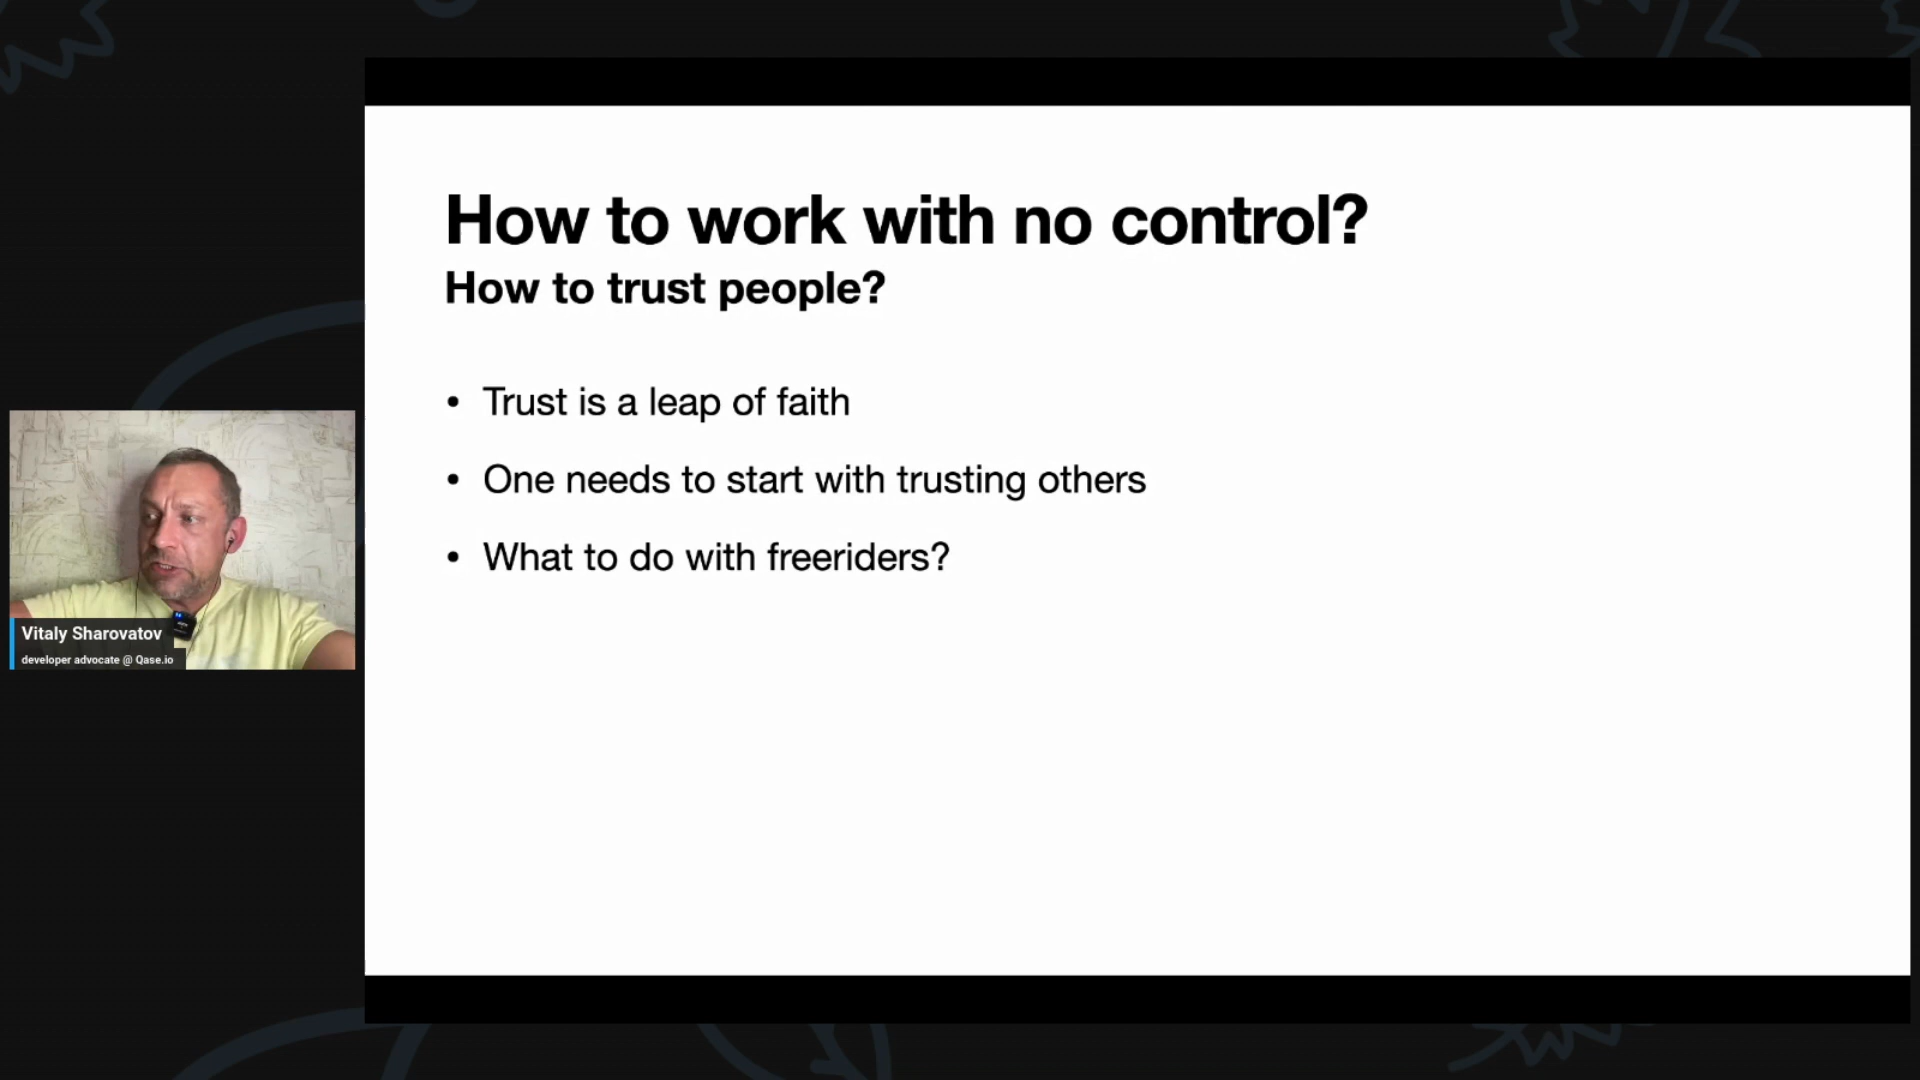 How to work with no control?
How to trust people?
• Trust is a leap of faith
• One needs to start with trusting others
• What to do with freeriders?
Vitaly Sharovatov
developer advocate @ Qase.io